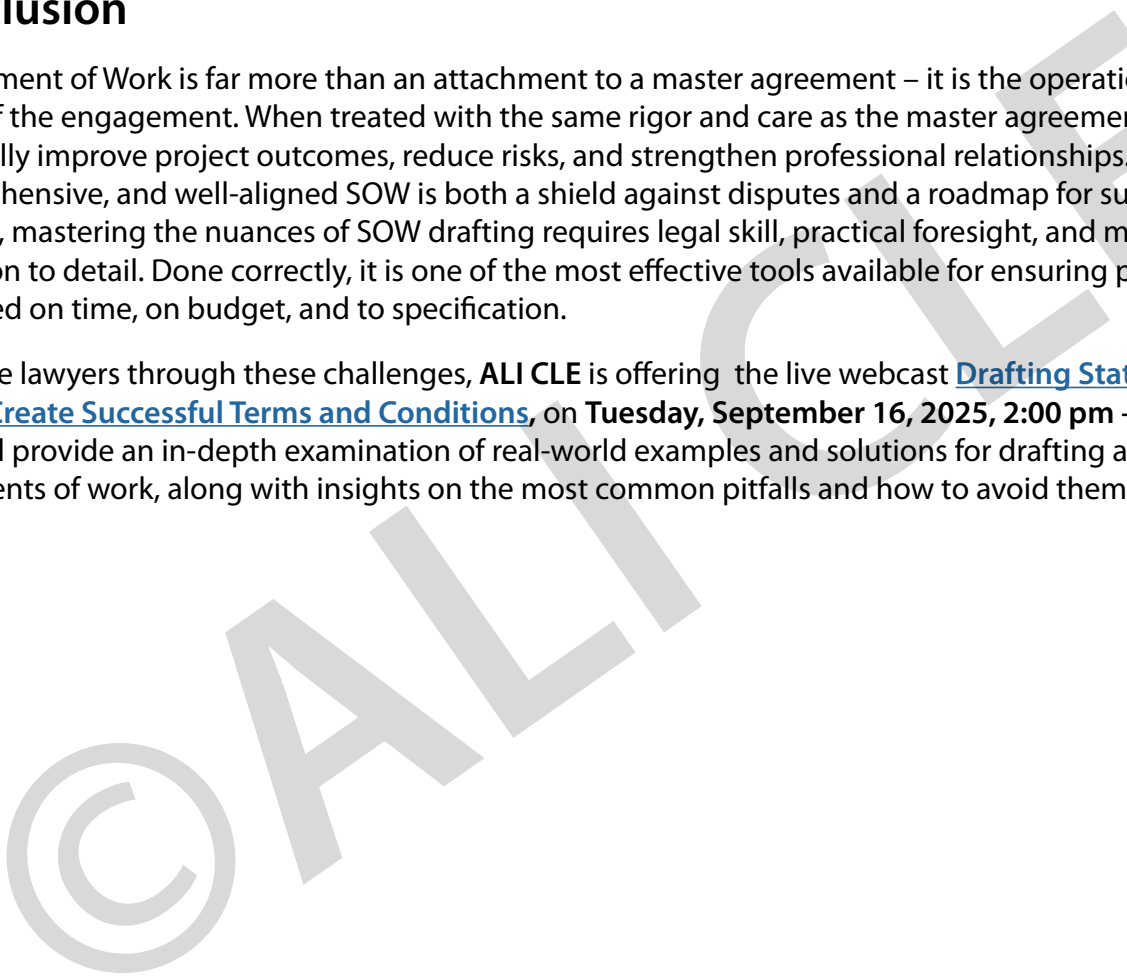 lusion
ment of Work is far more than an attachment to a master agreement – it is the operati
f the engagement. When treated with the same rigor and care as the master agreemer
lly improve project outcomes, reduce risks, and strengthen professional relationships.
hensive, and well-aligned SOW is both a shield against disputes and a roadmap for su
, mastering the nuances of SOW drafting requires legal skill, practical foresight, and m
on to detail. Done correctly, it is one of the most effective tools available for ensuring p
ed on time, on budget, and to specification.
e lawyers through these challenges, ALI CLE is offering  the live webcast Drafting Stat
Create Successful Terms and Conditions, on Tuesday, September 16, 2025, 2:00 pm –
l provide an in-depth examination of real-world examples and solutions for drafting a
ents of work, along with insights on the most common pitfalls and how to avoid them
©ALI CLE